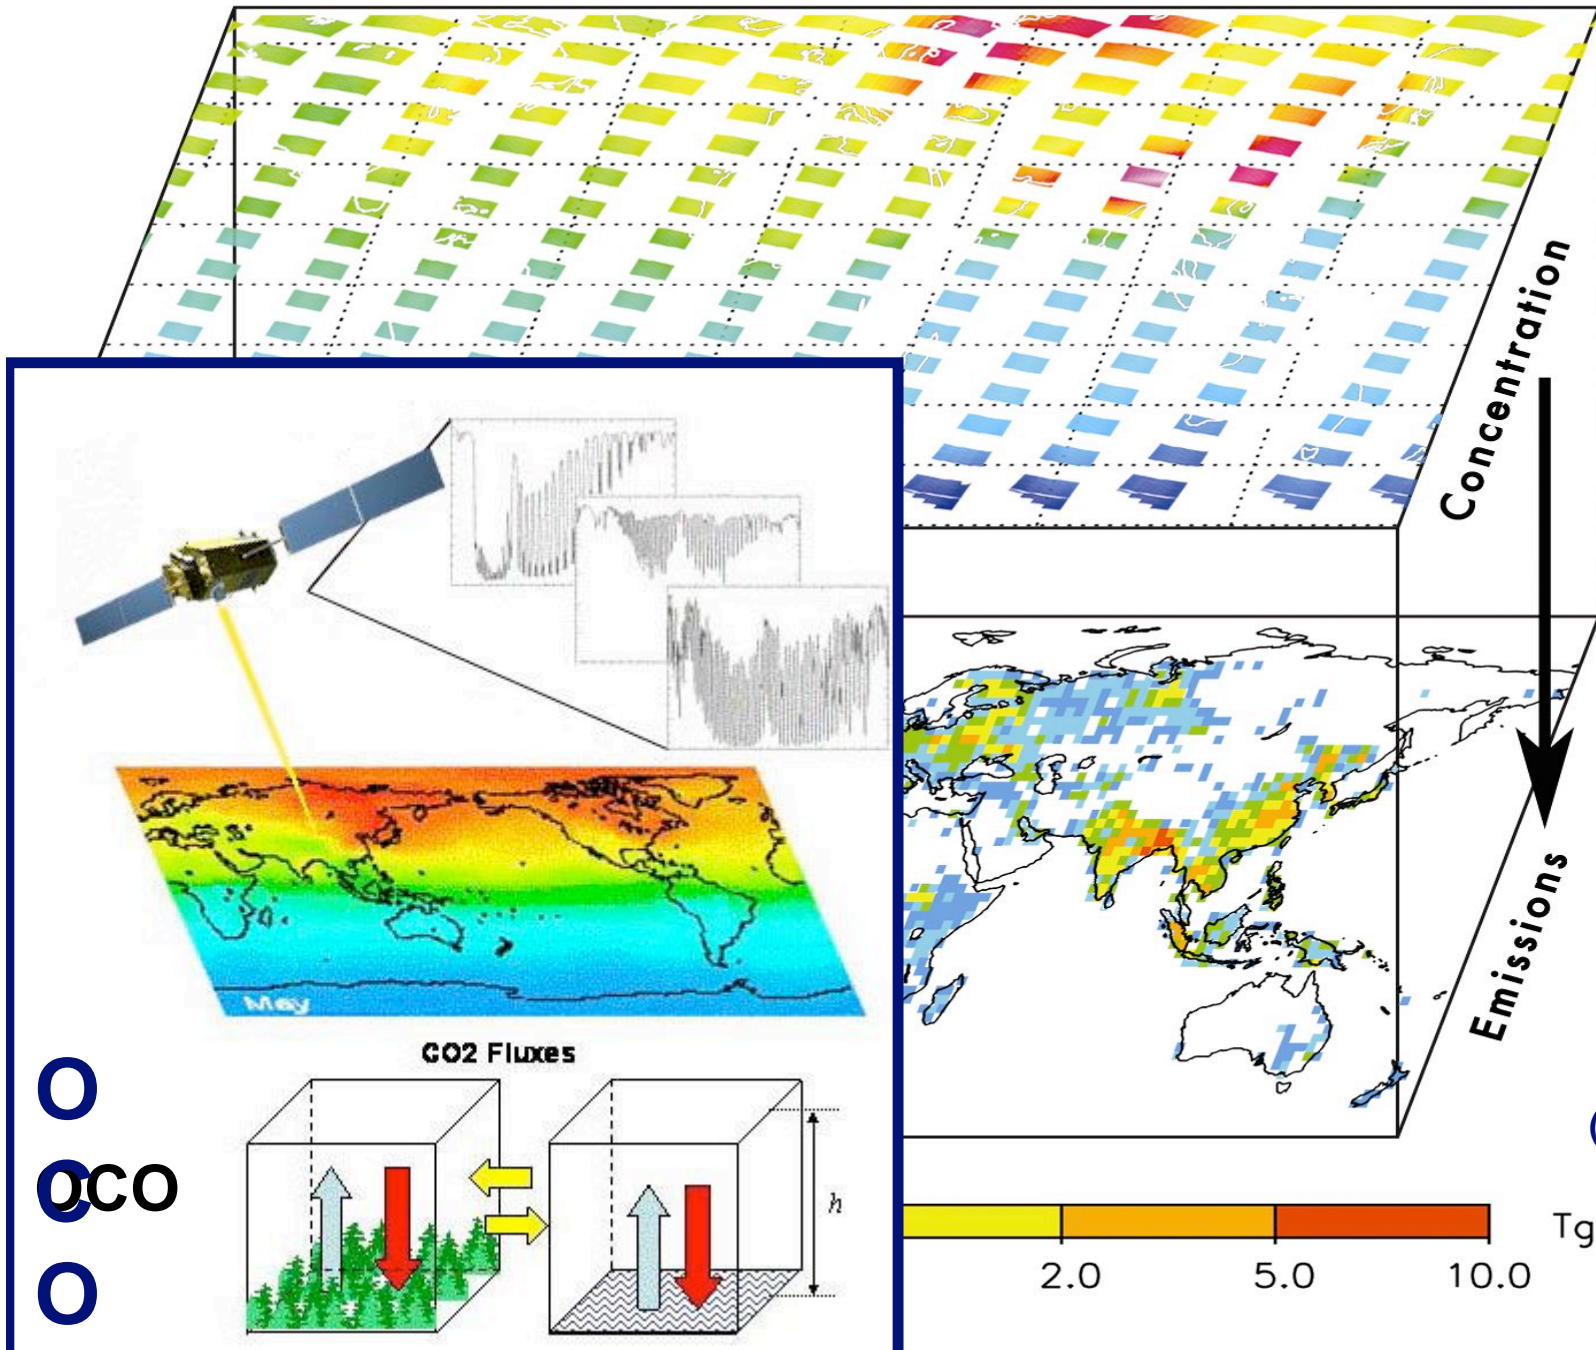 Concentration
Emissions
May
CO2 Fluxes
O
C
O
OCO
h
2.0 5.0 10.0 Tg